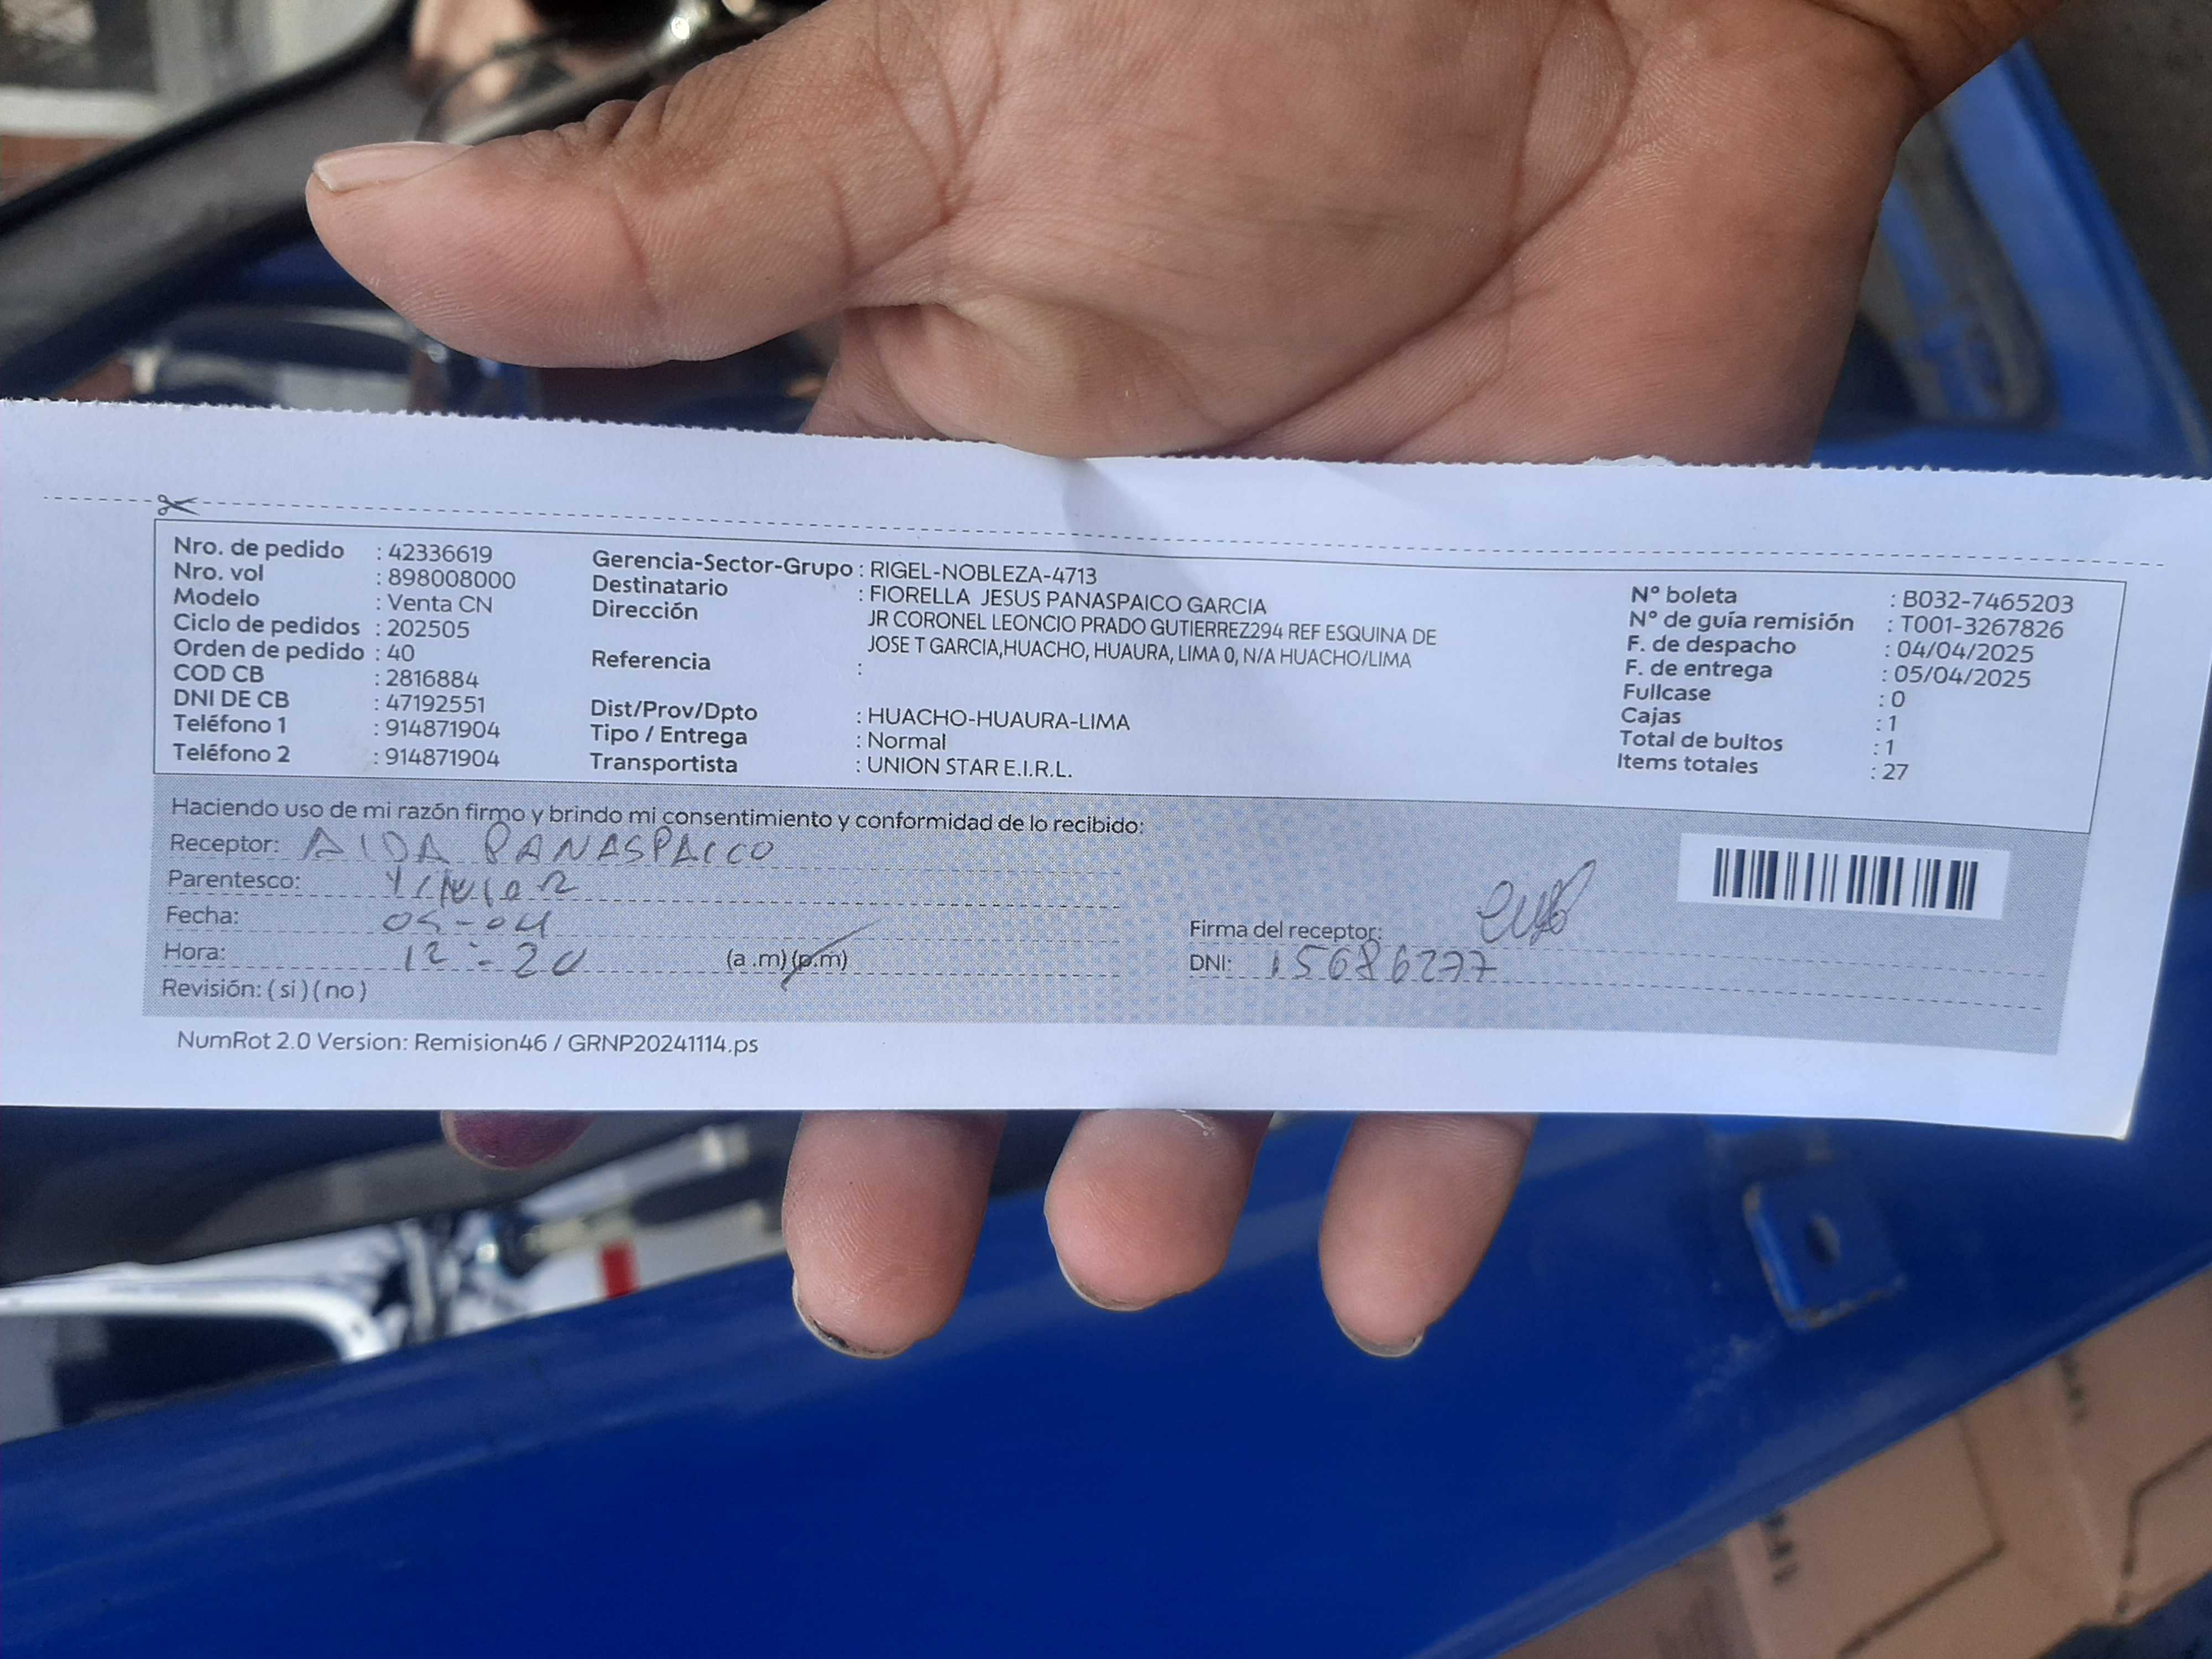 Nro. de pedido : 42336619
Nro. vol : 898008000
Modelo : Venta CN
Ciclo de pedidos : 202505
Orden de pedido : 40
COD CB : 2816884
DNI DE CB : 47192551
Teléfono 1 : 914871904
Teléfono 2 : 914871904
Gerencia-Sector-Grupo : RIGEL-NOBLEZA-4713
Destinatario : FIORELLA JESUS PANASPAICO GARCIA
Dirección JR CORONEL LEONCIO PRADO GUTIERREZ294 REF ESQUINA DE
JOSE T GARCIA,HUACHO, HUAURA, LIMA 0, N/A HUACHO/LIMA
Referencia :
Dist/Prov/Dpto : HUACHO-HUAURA-LIMA
Tipo / Entrega : Normal
Transportista : UNION STAR E.I.R.L.
N° boleta : B032-7465203
N° de guía remisión : T001-3267826
F. de despacho : 04/04/2025
F. de entrega : 05/04/2025
Fullcase : 0
Cajas : 1
Total de bultos : 1
Items totales : 27
Haciendo uso de mi razón firmo y brindo mi consentimiento y conformidad de lo recibido:
Receptor: AIDA PANASPAICO
Parentesco:
Fecha: 05-04
Hora: 12:20 (a .m) (p.m)
Revisión: ( si ) ( no )
Firma del receptor:
DNI: 15686277
NumRot 2.0 Version: Remision46 / GRNP20241114.ps